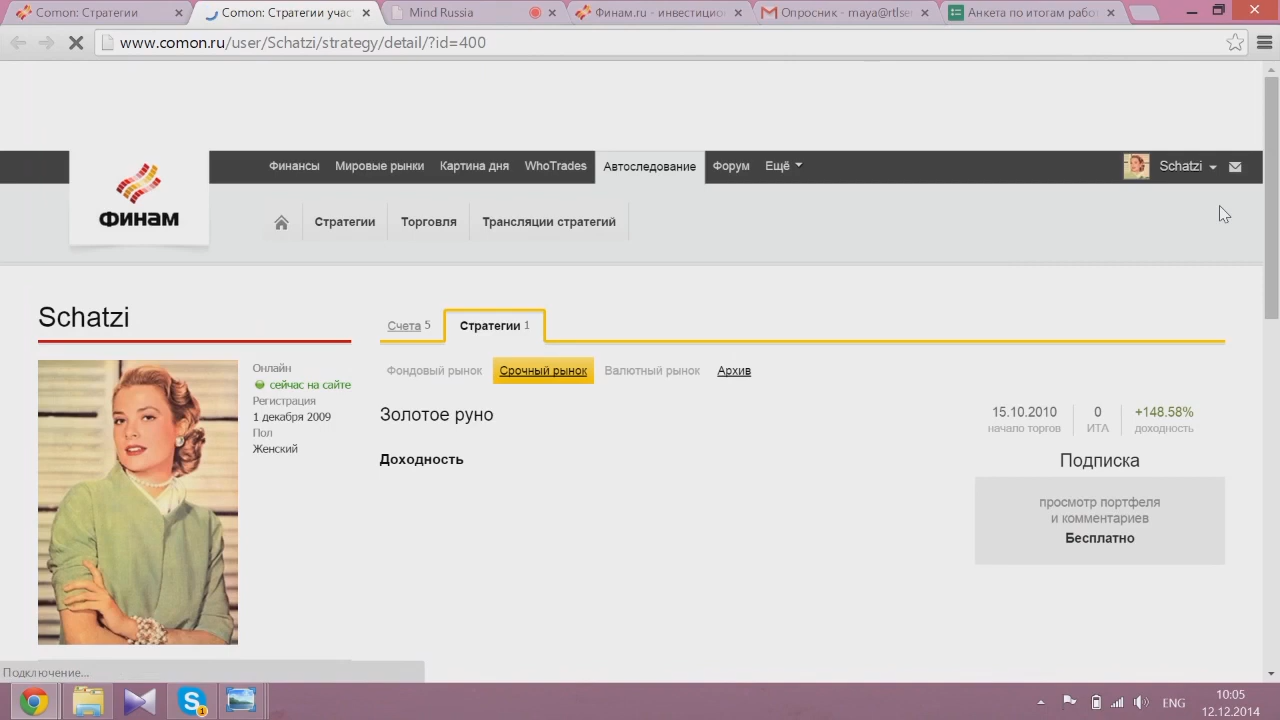 Comon: Стратегии
Comon: Стратегии учас
Mind Russia
Финам.ru - инвестицио
Опросник - maya@rtlser
Анкета по итогам рабо
www.comon.ru/user/Schatzi/strategy/detail/?id=400
ФИНАМ
Финансы
Мировые рынки
Картина дня
WhoTrades
Автоследование
Форум
Ещё
Schatzi
Стратегии
Торговля
Трансляции стратегий
Schatzi
Онлайн
сейчас на сайте
Регистрация
1 декабря 2009
Пол
Женский
Счета 5
Стратегии 1
Фондовый рынок
Срочный рынок
Валютный рынок
Архив
Золотое руно
15.10.2010
начало торгов
0
ИТА
+148.58%
доходность
Доходность
Подписка
просмотр портфеля
и комментариев
Бесплатно
Подключение...
1
ENG
10:05
12.12.2014